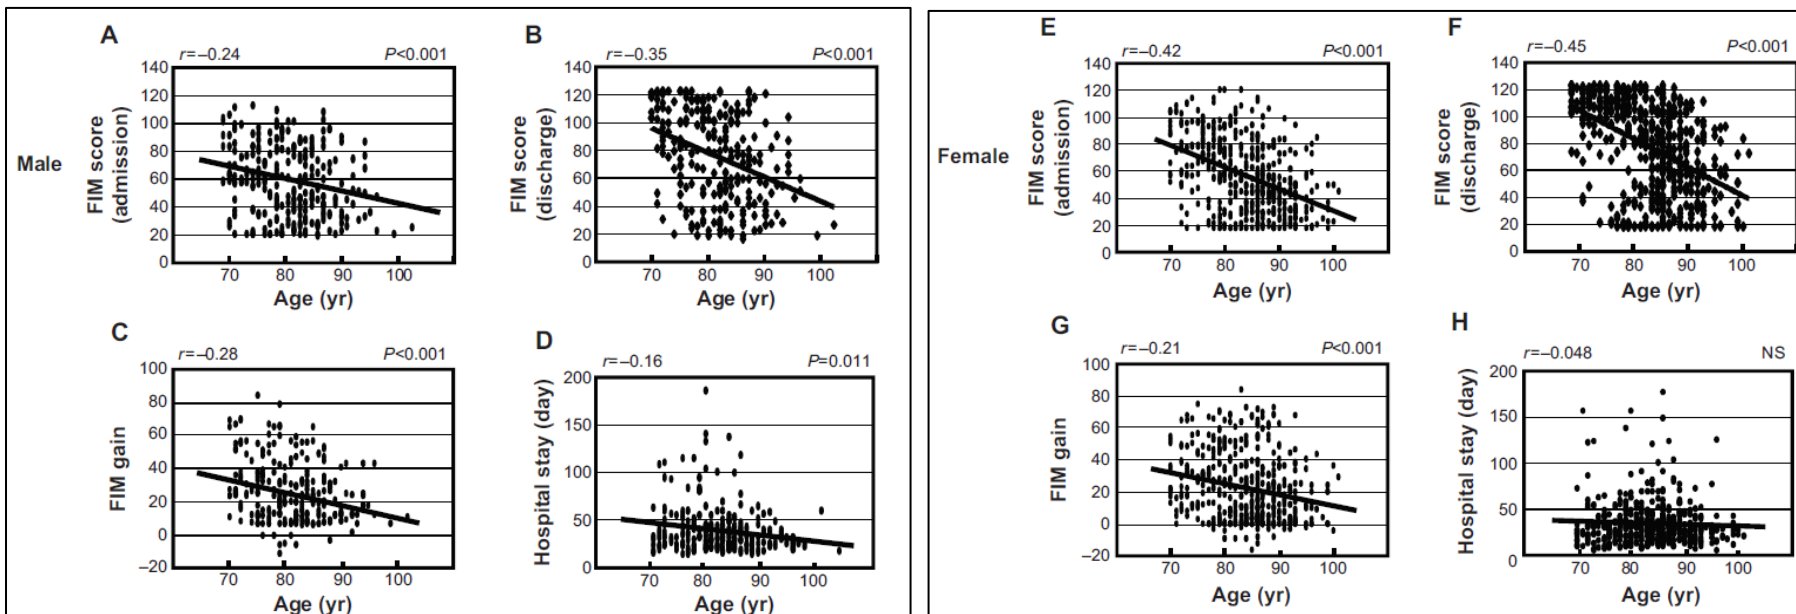 Male
A
r=–0.24 P<0.001
FIM score
(admission)
140
120
100
80
60
40
20
0
70 80 90 100
Age (yr)
B
r=–0.35 P<0.001
FIM score
(discharge)
140
120
100
80
60
40
20
0
70 80 90 100
Age (yr)
C
r=–0.28 P<0.001
FIM gain
100
80
60
40
20
0
–20
70 80 90 100
Age (yr)
D
r=–0.16 P=0.011
Hospital stay (day)
200
150
100
50
0
70 80 90 100
Age (yr)
Female
E
r=–0.42 P<0.001
FIM score
(admission)
140
120
100
80
60
40
20
0
70 80 90 100
Age (yr)
F
r=–0.45 P<0.001
FIM score
(discharge)
140
120
100
80
60
40
20
0
70 80 90 100
Age (yr)
G
r=–0.21 P<0.001
FIM gain
100
80
60
40
20
0
–20
70 80 90 100
Age (yr)
H
r=–0.048 NS
Hospital stay (day)
200
150
100
50
0
70 80 90 100
Age (yr)